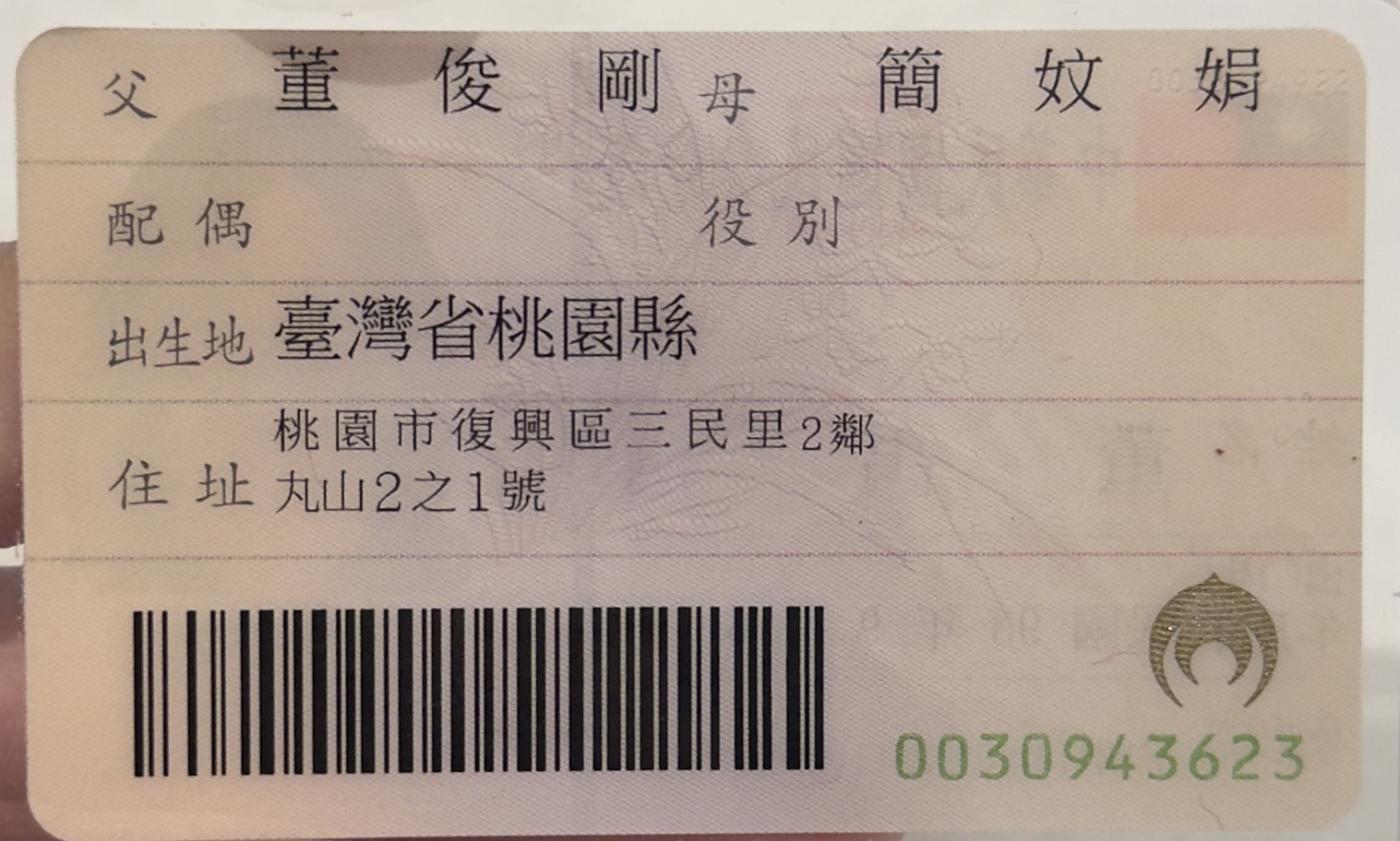 父 董俊剛 母 簡妏娟
配偶 役別
出生地 臺灣省桃園縣
住址 桃園市復興區三民里2鄰
丸山2之1號
0030943623